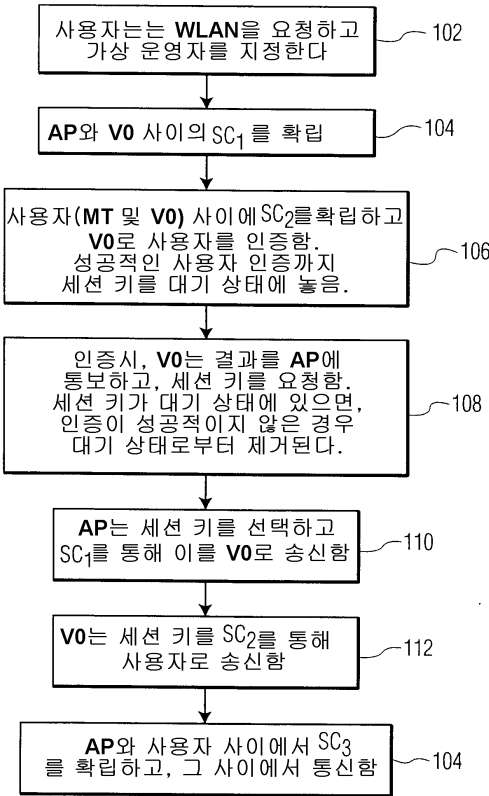 사용자는는 WLAN을 요청하고
가상 운영자를 지정한다
102
AP와 V0 사이의 SC1 를 확립
104
사용자(MT 및 V0) 사이에 SC2를확립하고
V0로 사용자를 인증함.
성공적인 사용자 인증까지
세션 키를 대기 상태에 놓음.
106
인증시, V0는 결과를 AP에
통보하고, 세션 키를 요청함.
세션 키가 대기 상태에 있으면,
인증이 성공적이지 않은 경우
대기 상태로부터 제거된다.
108
AP는 세션 키를 선택하고
SC1를 통해 이를 V0로 송신함
110
V0는 세션 키를 SC2를 통해
사용자로 송신함
112
AP와 사용자 사이에서 SC3
를 확립하고, 그 사이에서 통신함
104